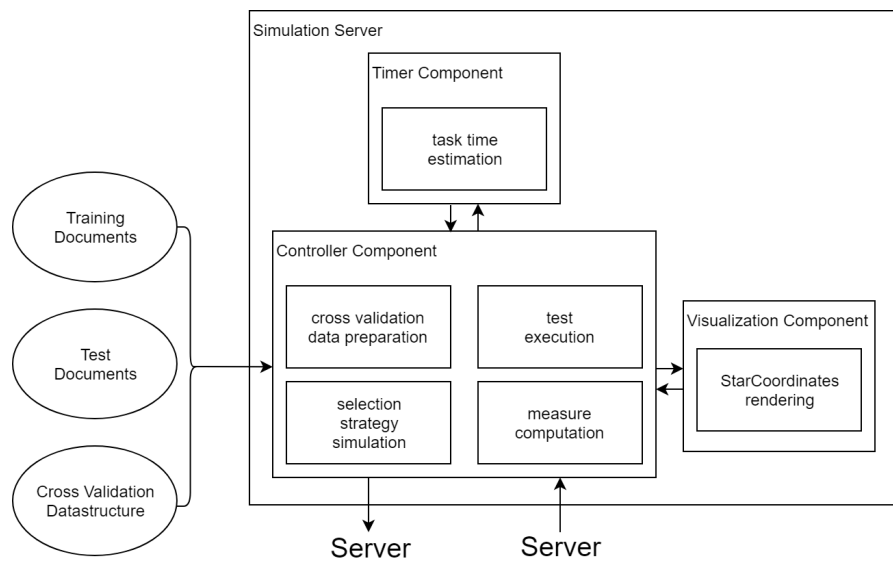 Simulation Server
Timer Component
task time
estimation
Training
Documents
Test
Documents
Cross Validation
Datastructure
Controller Component
cross validation
data preparation
test
execution
selection
strategy
simulation
measure
computation
Visualization Component
StarCoordinates
rendering
Server
Server